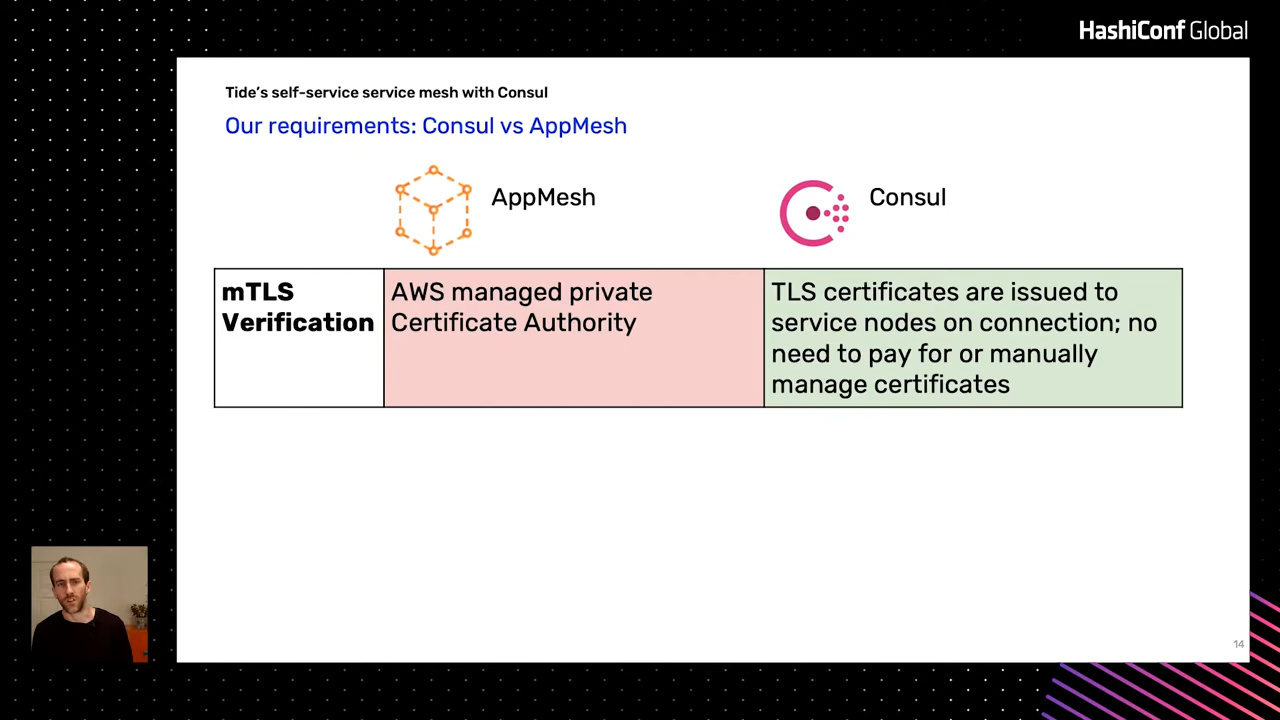 HashiConf Global
Tide's self-service service mesh with Consul
Our requirements: Consul vs AppMesh
AppMesh
Consul
mTLS
Verification
AWS managed private
Certificate Authority
TLS certificates are issued to
service nodes on connection; no
need to pay for or manually
manage certificates
14